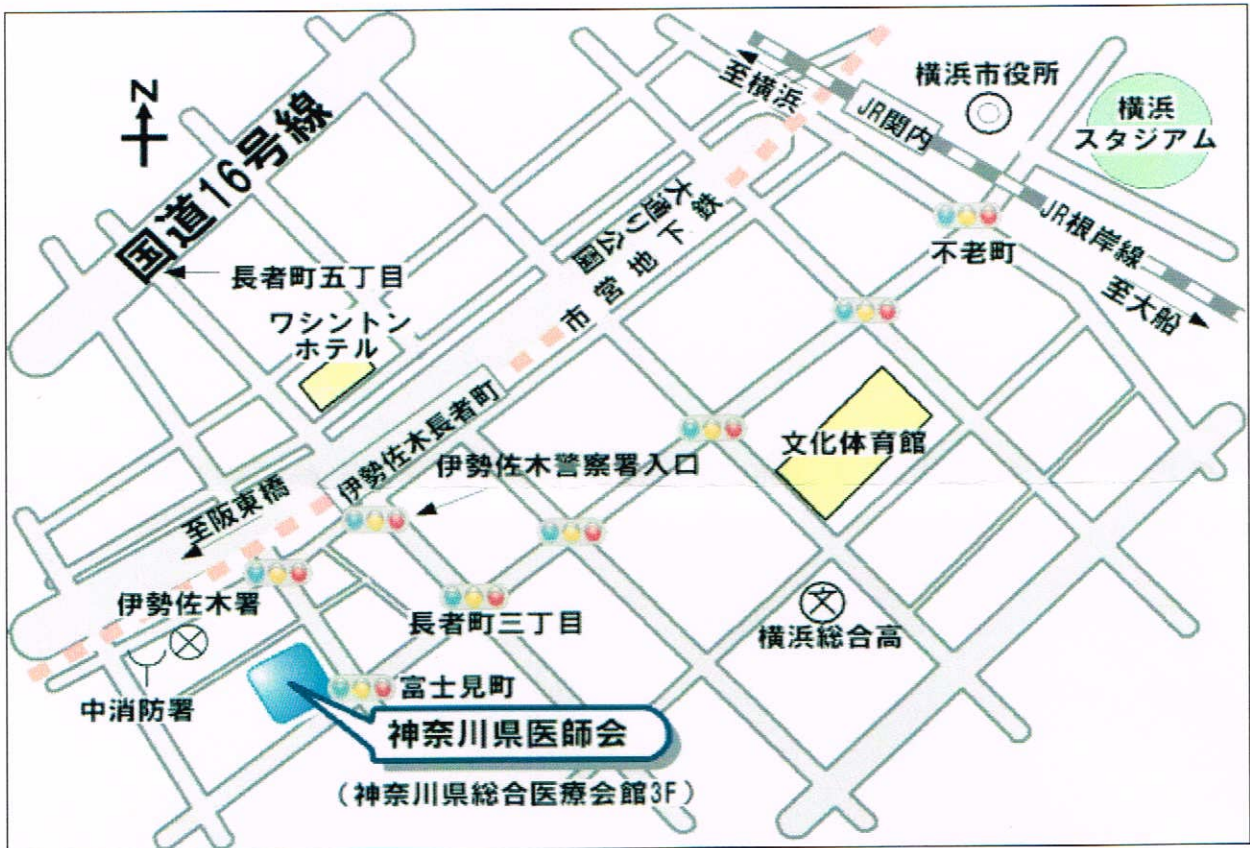 N
国道16号線
至横浜
JR関内
横浜市役所
横浜
スタジアム
大通り公園
市営地下鉄
不老町
JR根岸線
至大船
長者町五丁目
ワシントン
ホテル
伊勢佐木長者町
伊勢佐木警察署入口
文化体育館
至阪東橋
伊勢佐木署
長者町三丁目
文
横浜総合高
中消防署
富士見町
神奈川県医師会
（神奈川県総合医療会館3F）